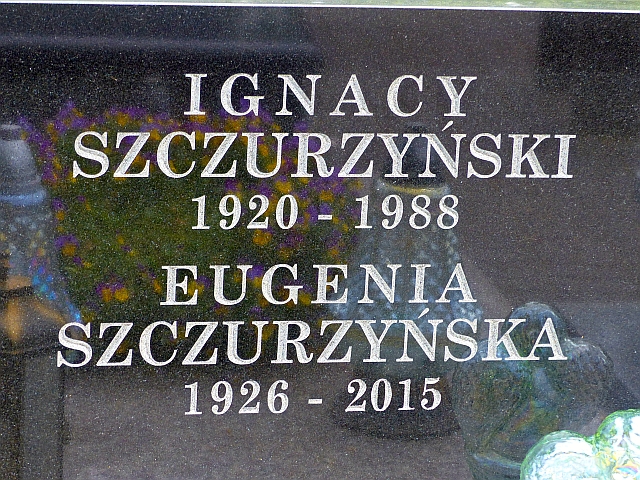 IGNACY
SZCZURZYŃSKI
1920 - 1988
EUGENIA
SZCZURZYŃSKA
1926 - 2015